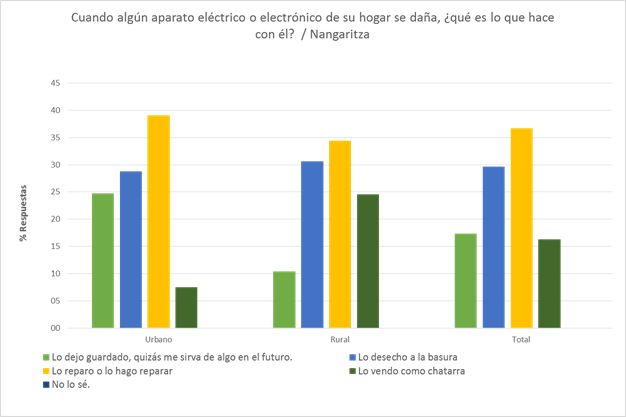 Cuando algún aparato eléctrico o electrónico de su hogar se daña, ¿qué es lo que hace
con él? / Nangaritza
45
40
35
30
25
20
15
10
05
00
% Respuestas
Urbano Rural Total
Lo dejo guardado, quizás me sirva de algo en el futuro. Lo desecho a la basura
Lo reparo o lo hago reparar Lo vendo como chatarra
No lo sé.